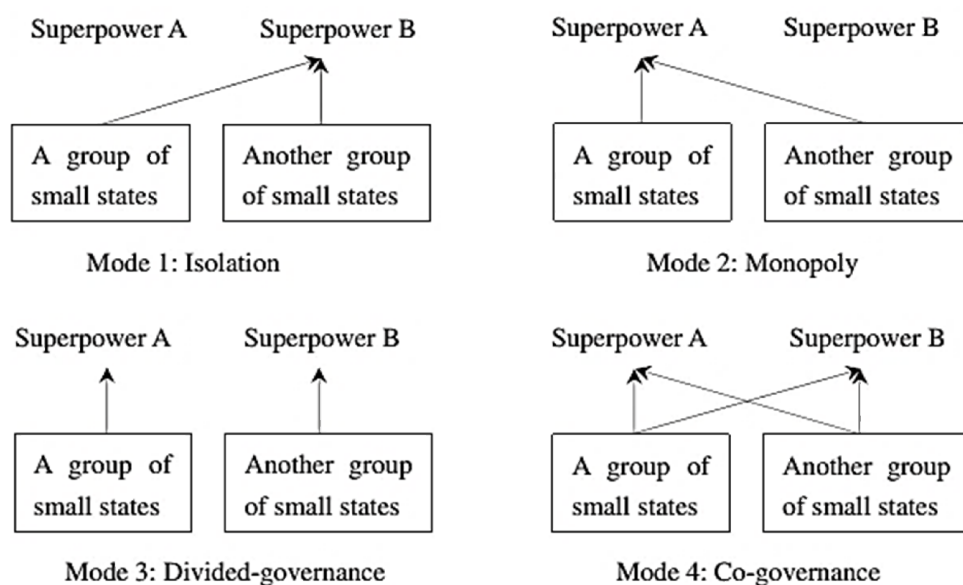 Superpower A
Superpower B
A group of
small states
Another group
of small states
Mode 1: Isolation
Superpower A
Superpower B
A group of
small states
Another group
of small states
Mode 2: Monopoly
Superpower A
Superpower B
A group of
small states
Another group
of small states
Mode 3: Divided-governance
Superpower A
Superpower B
A group of
small states
Another group
of small states
Mode 4: Co-governance